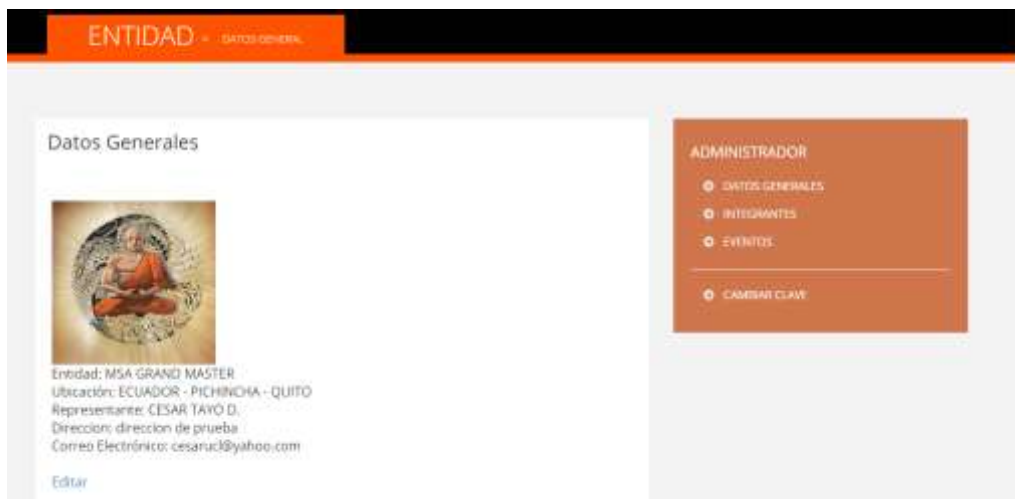 ENTIDAD - DATOS GENERAL
Datos Generales
Entidad: MSA GRAND MASTER
Ubicación: ECUADOR - PICHINCHA - QUITO
Representante: CESAR TAYO D.
Direccion: direccion de prueba
Correo Electrónico: cesarucl@yahoo.com
Editar
ADMINISTRADOR
DATOS GENERALES
INTEGRANTES
EVENTOS
CAMBIAR CLAVE